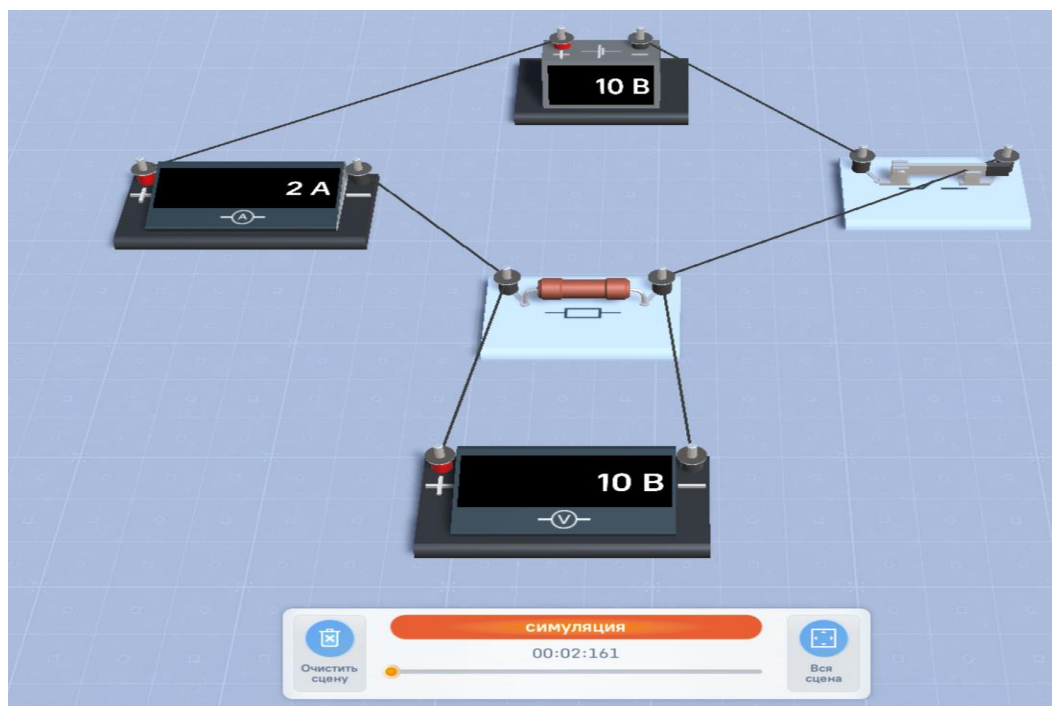 + −
10 В
2 А
+ −
A
10 В
+ −
V
симуляция
00:02:161
Очистить
сцену
Вся
сцена